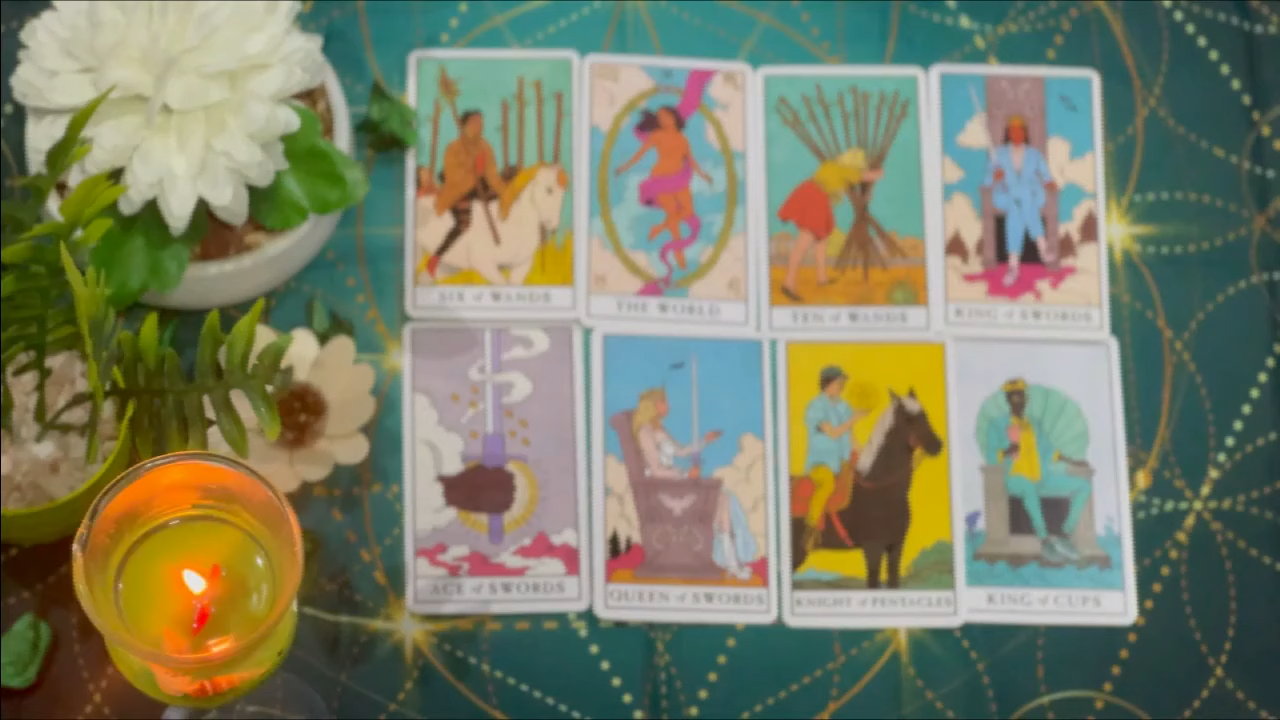 SIX of WANDS
THE WORLD
TEN of WANDS
KING of SWORDS
ACE of SWORDS
QUEEN of SWORDS
KNIGHT of PENTACLES
KING of CUPS